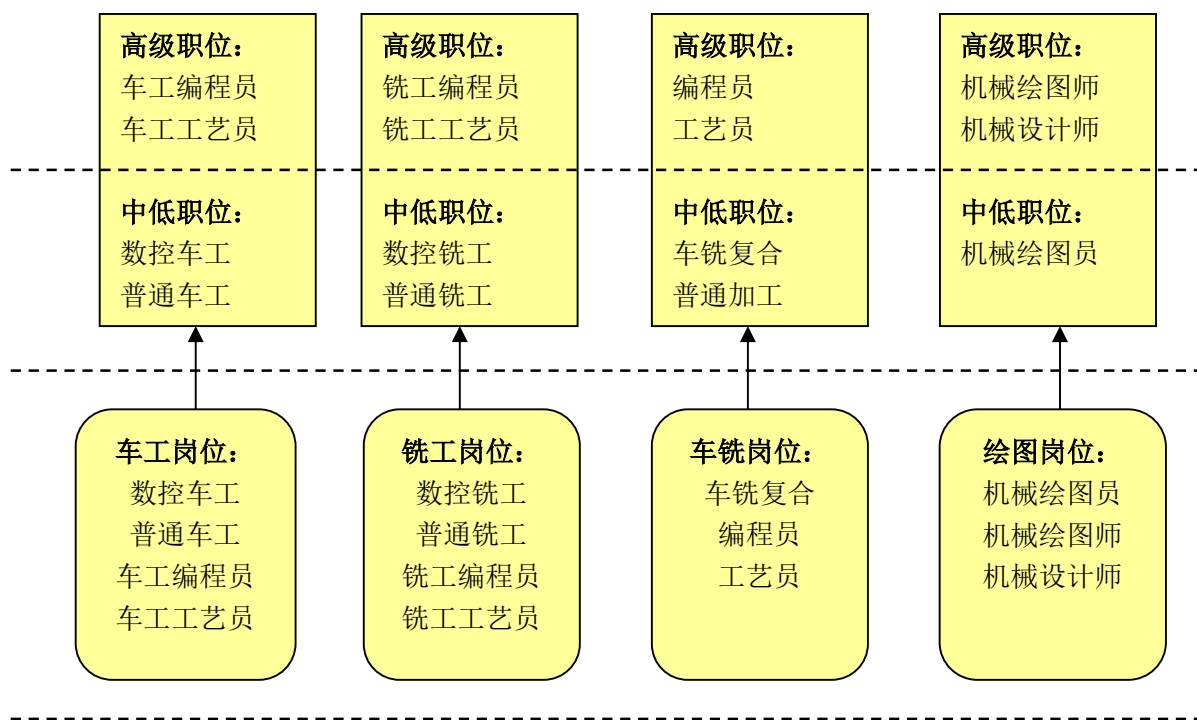 高级职位：
车工编程员
车工工艺员
中低职位：
数控车工
普通车工
高级职位：
铣工编程员
铣工工艺员
中低职位：
数控铣工
普通铣工
高级职位：
编程员
工艺员
中低职位：
车铣复合
普通加工
高级职位：
机械绘图师
机械设计师
中低职位：
机械绘图员
车工岗位：
数控车工
普通车工
车工编程员
车工工艺员
铣工岗位：
数控铣工
普通铣工
铣工编程员
铣工工艺员
车铣岗位：
车铣复合
编程员
工艺员
绘图岗位：
机械绘图员
机械绘图师
机械设计师